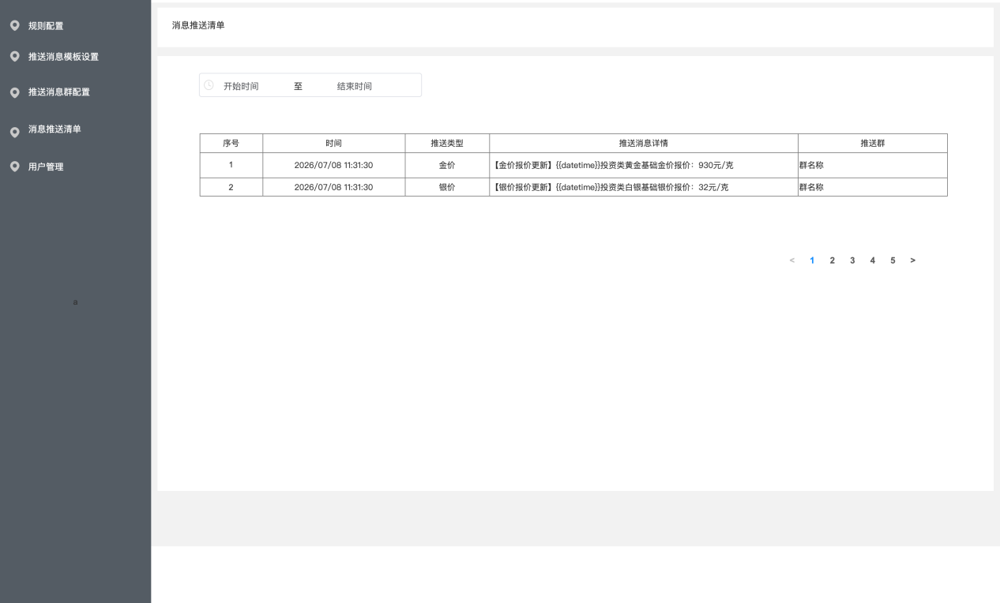 规则配置
推送消息模板设置
推送消息群配置
消息推送清单
用户管理
a
消息推送清单
开始时间 至 结束时间
序号 时间 推送类型 推送消息详情 推送群
1 2026/07/08 11:31:30 金价 【金价报价更新】{{datetime}}投资类黄金基础金价报价：930元/克 群名称
2 2026/07/08 11:31:30 银价 【银价报价更新】{{datetime}}投资类白银基础银价报价：32元/克 群名称
< 1 2 3 4 5 >